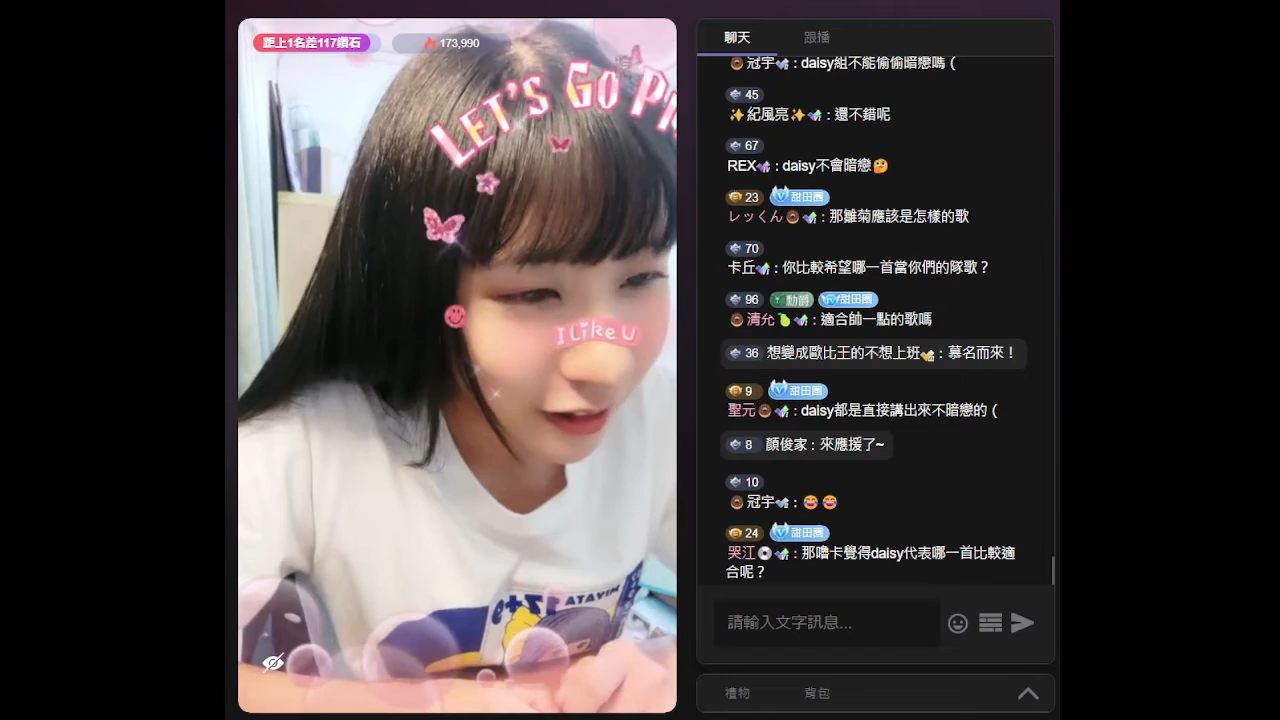 距上1名差117鑽石
173,990
LET'S GO PR
I Like U
聊天
跟播
冠宇：daisy組不能偷偷暗戀嗎（
45
✨紀風亮✨：還不錯呢
67
REX：daisy不會暗戀🤔
23 甜田圈
レッくん：那雛菊應該是怎樣的歌
70
卡丘：你比較希望哪一首當你們的隊歌？
96 勳爵 甜田圈
清允🍐：適合帥一點的歌嗎
36 想變成歐比王的不想上班：慕名而來！
9 甜田圈
聖元：daisy都是直接講出來不暗戀的（
8 顏俊家：來應援了~
10
冠宇：😂😂
24 甜田圈
哭江：那嚕卡覺得daisy代表哪一首比較適
合呢？
請輸入文字訊息...
禮物
背包